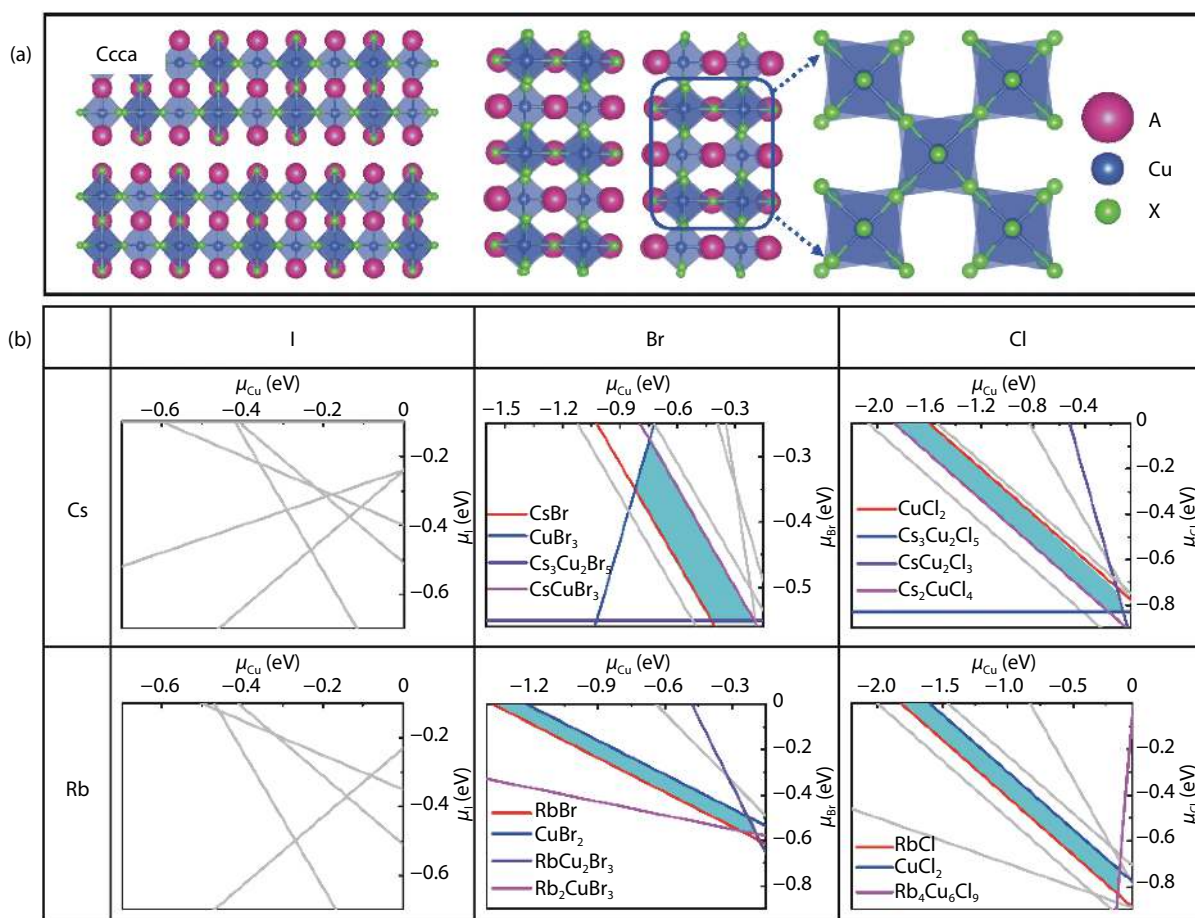 (a)
Ccca
A
Cu
X
(b)
I
Br
Cl
Cs
μCu (eV)
−0.6 −0.4 −0.2 0
−0.2
−0.4
−0.6
μI (eV)
μCu (eV)
−1.5 −0.9 −0.6 −0.3
−0.3
−0.4
−0.5
μBr (eV)
CsBr
CuBr3
Cs3Cu2Br5
CsCuBr3
μCu (eV)
−2.0 −1.6 −1.2 −0.8 −0.4
0
−0.2
−0.4
−0.6
−0.8
μCl (eV)
CuCl2
Cs3Cu2Cl5
CsCu2Cl3
Cs2CuCl4
Rb
μCu (eV)
−0.6 −0.4 −0.2 0
−0.2
−0.4
−0.6
μI (eV)
μCu (eV)
−1.2 −0.9 −0.6 −0.3 0
−0.2
−0.4
−0.6
−0.8
μBr (eV)
RbBr
CuBr2
RbCu2Br3
Rb2CuBr3
μCu (eV)
−2.0 −1.5 −1.0 −0.5 0
−0.2
−0.4
−0.6
−0.8
μCl (eV)
RbCl
CuCl2
Rb4Cu6Cl9